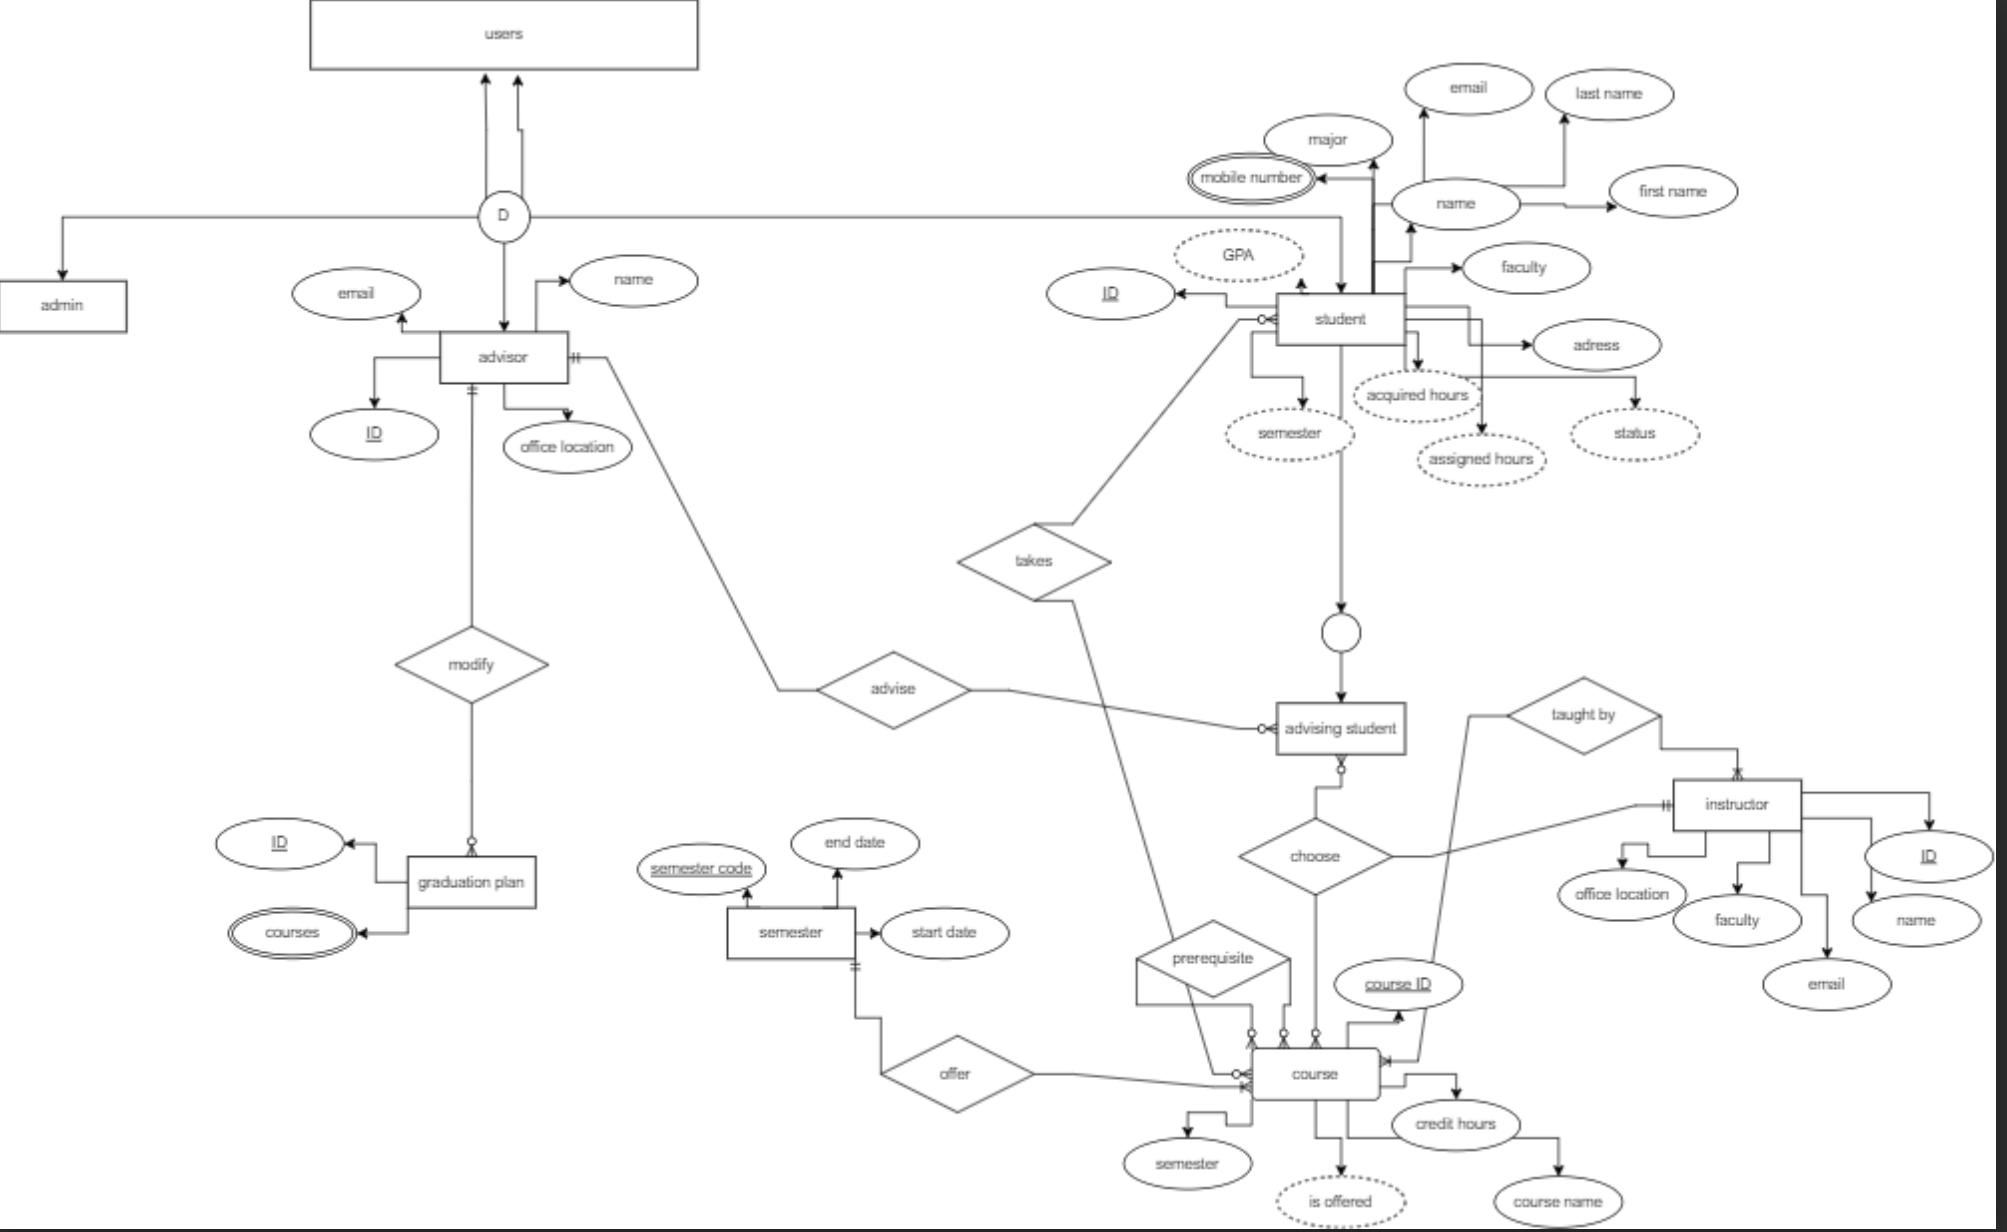 users
email
last name
major
mobile number
first name
name
D
GPA
faculty
name
email
ID
admin
student
adress
advisor
acquired hours
ID
office location
semester
status
assigned hours
takes
modify
advise
advising student
taught by
instructor
ID
end date
semester code
choose
ID
graduation plan
office location
faculty
name
courses
semester
start date
prerequisite
course ID
email
offer
course
credit hours
semester
is offered
course name